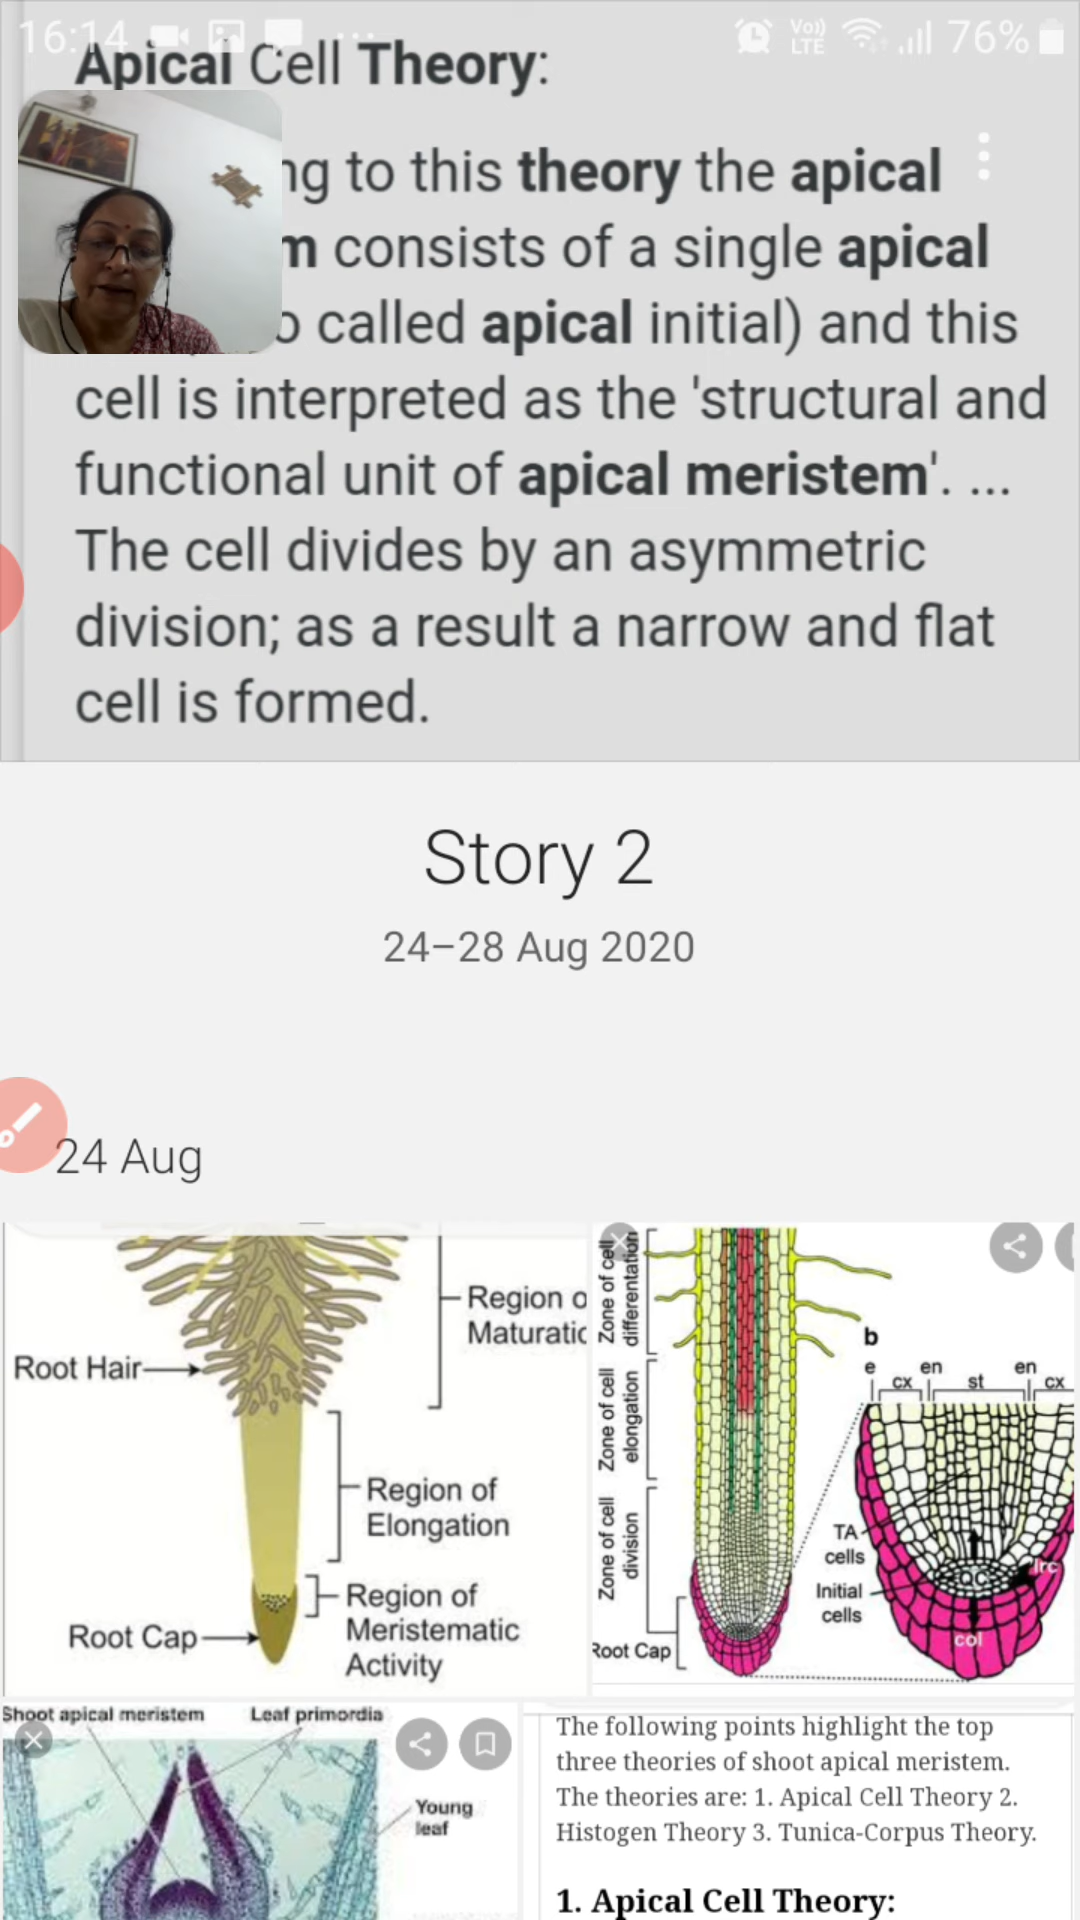 16:14
Vo))
LTE
76%
Apical Cell Theory:
ng to this theory the apical
m consists of a single apical
o called apical initial) and this
cell is interpreted as the 'structural and
functional unit of apical meristem'. ...
The cell divides by an asymmetric
division; as a result a narrow and flat
cell is formed.
Story 2
24–28 Aug 2020
24 Aug
Region o
Maturatic
Root Hair
Region of
Elongation
Region of
Meristematic
Activity
Root Cap
Zone of cell
differentation
Zone of cell
elongation
Zone of cell
division
Root Cap
b
e
cx
en
st
en
cx
TA
cells
Initial
cells
QC
lrc
col
Shoot apical meristem
Leaf primordia
Young
leaf
The following points highlight the top
three theories of shoot apical meristem.
The theories are: 1. Apical Cell Theory 2.
Histogen Theory 3. Tunica-Corpus Theory.
1. Apical Cell Theory: